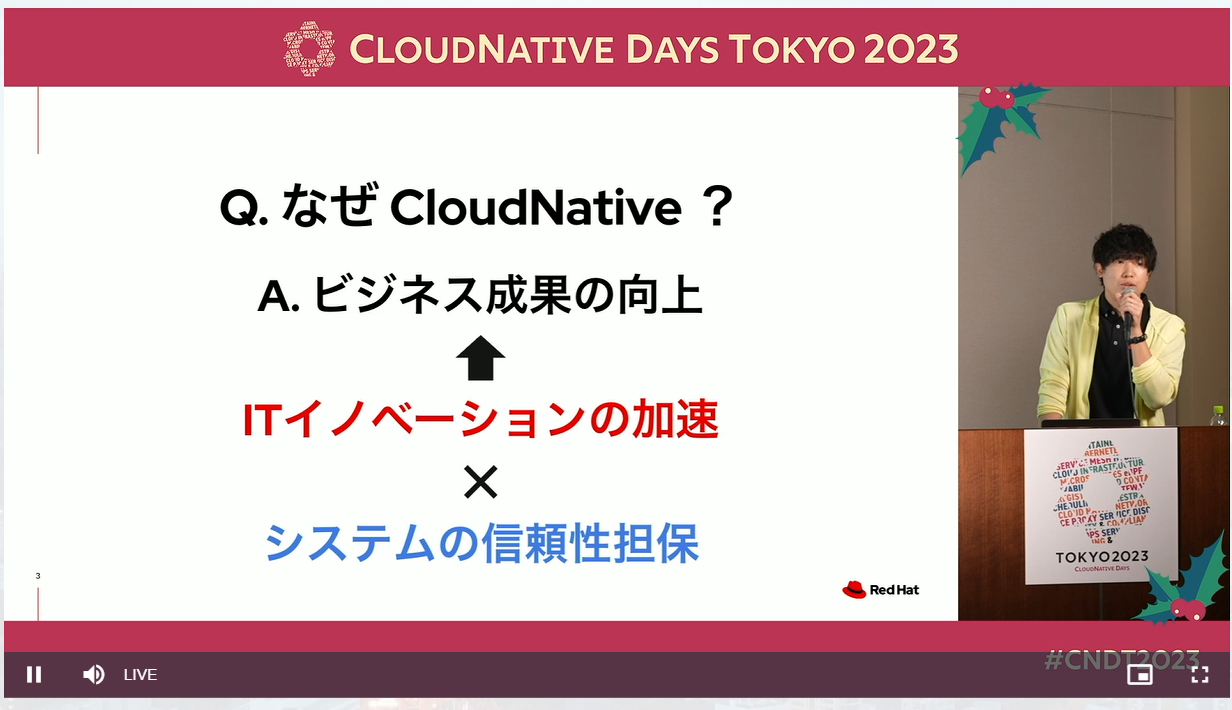 CLOUDNATIVE DAYS TOKYO 2023
Q. なぜ CloudNative ？
A. ビジネス成果の向上
ITイノベーションの加速
×
システムの信頼性担保
3
Red Hat
TOKYO2023
CLOUDNATIVE DAYS
#CNDT2023
LIVE